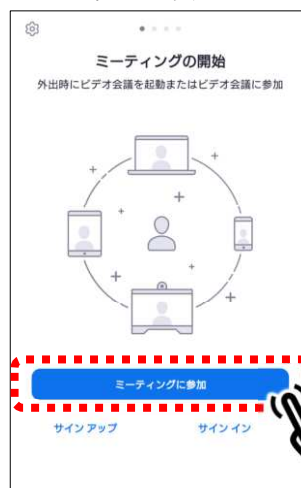 ミーティングの開始
外出時にビデオ会議を起動またはビデオ会議に参加
ミーティングに参加
サインアップ
サインイン